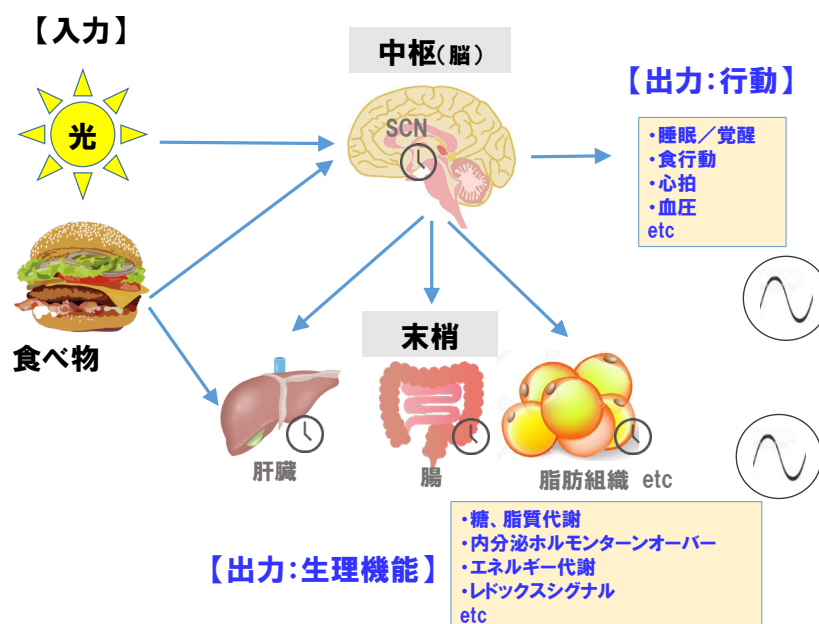 【入力】
中枢(脳)
【出力:行動】
光
SCN
・睡眠／覚醒
・食行動
・心拍
・血圧
etc
食べ物
末梢
肝臓
腸
脂肪組織 etc
【出力:生理機能】
・糖、脂質代謝
・内分泌ホルモンターンオーバー
・エネルギー代謝
・レドックスシグナル
etc